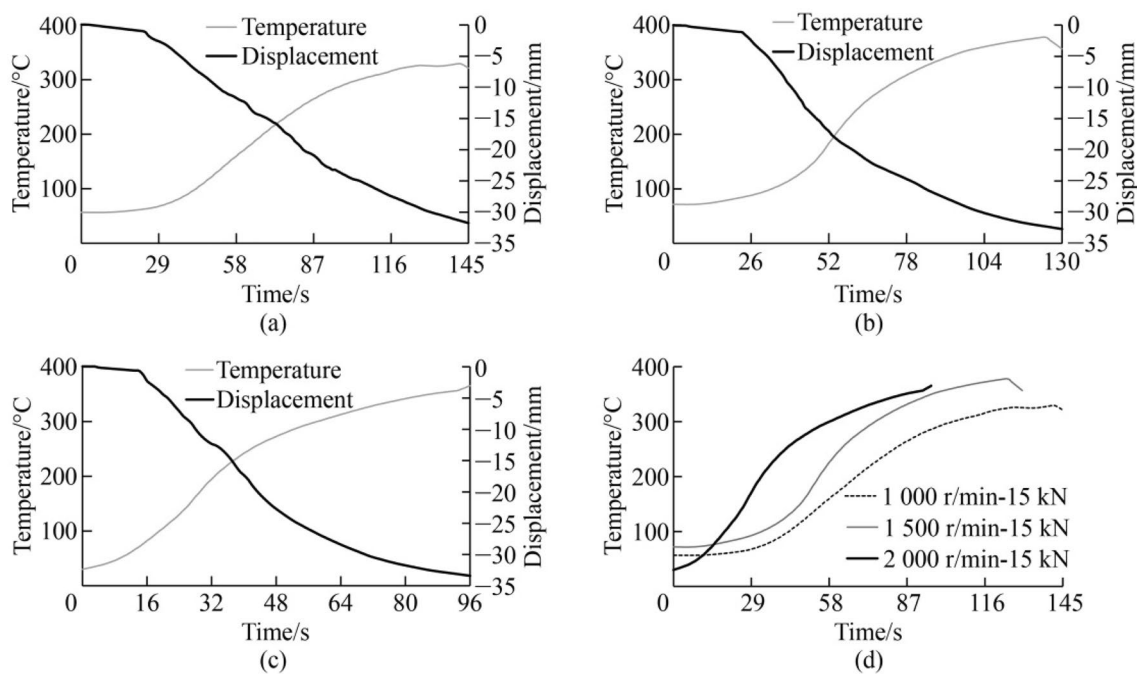 Temperature
Displacement
400
300
200
100
0
Temperature/°C
0
−5
−10
−15
−20
−25
−30
−35
Displacement/mm
29
58
87
116
145
Time/s
(a)
Temperature
Displacement
400
300
200
100
0
Temperature/°C
0
−5
−10
−15
−20
−25
−30
−35
Displacement/mm
26
52
78
104
130
Time/s
(b)
Temperature
Displacement
400
300
200
100
0
Temperature/°C
0
−5
−10
−15
−20
−25
−30
−35
Displacement/mm
16
32
48
64
80
96
Time/s
(c)
400
300
200
100
0
Temperature/°C
1 000 r/min-15 kN
1 500 r/min-15 kN
2 000 r/min-15 kN
29
58
87
116
145
Time/s
(d)